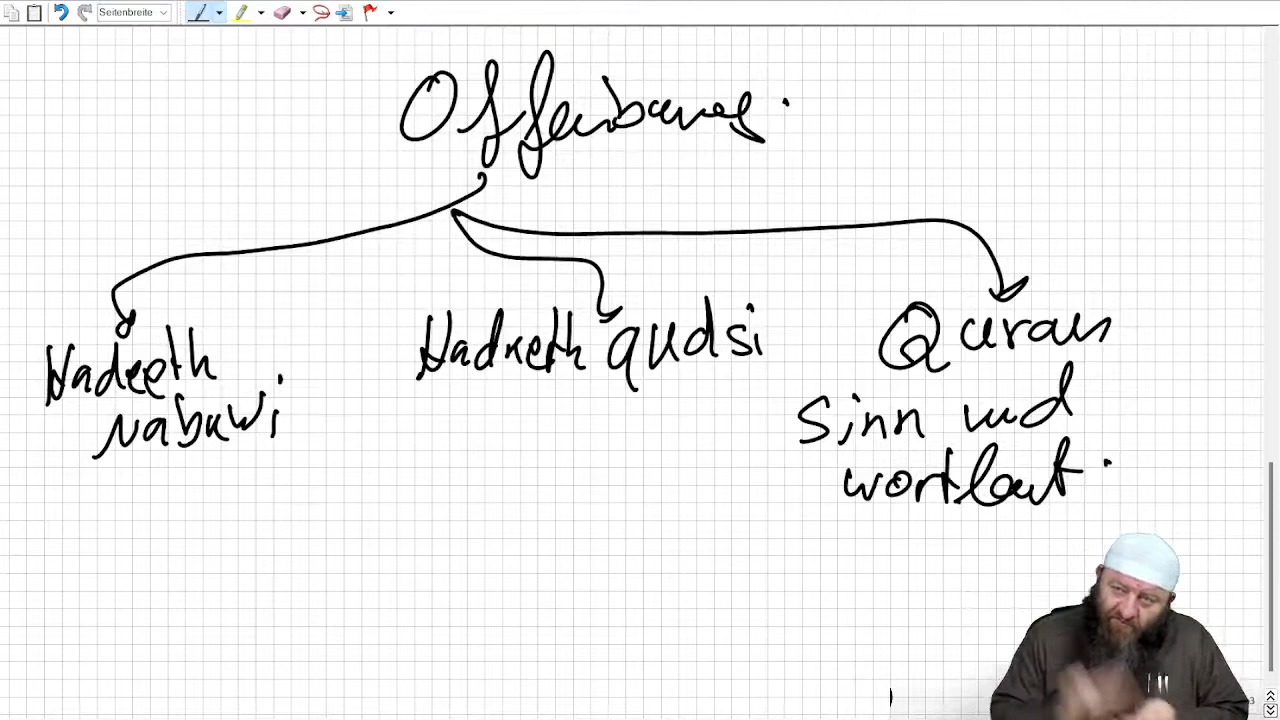 Seitenbreite
Offenbarung.
Hadeeth
Nabawi
Hadeeth qudsi
Quran
Sinn und
wortlaut.